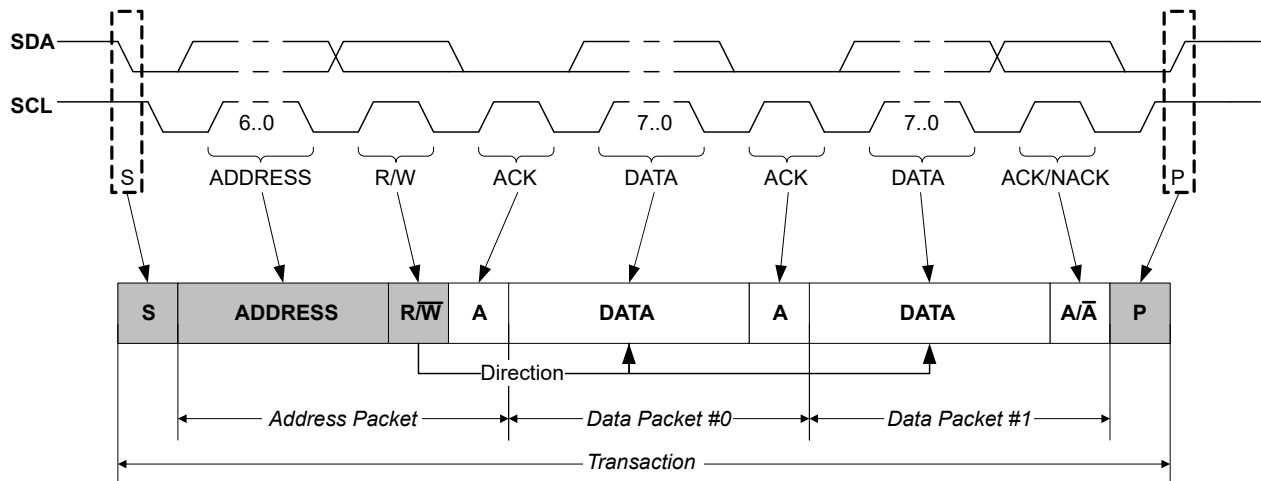 SDA
SCL
6..0 7..0 7..0
S ADDRESS R/W ACK DATA ACK DATA ACK/NACK P
S ADDRESS R/W̅ A DATA A DATA A/A̅ P
Direction
Address Packet Data Packet #0 Data Packet #1
Transaction